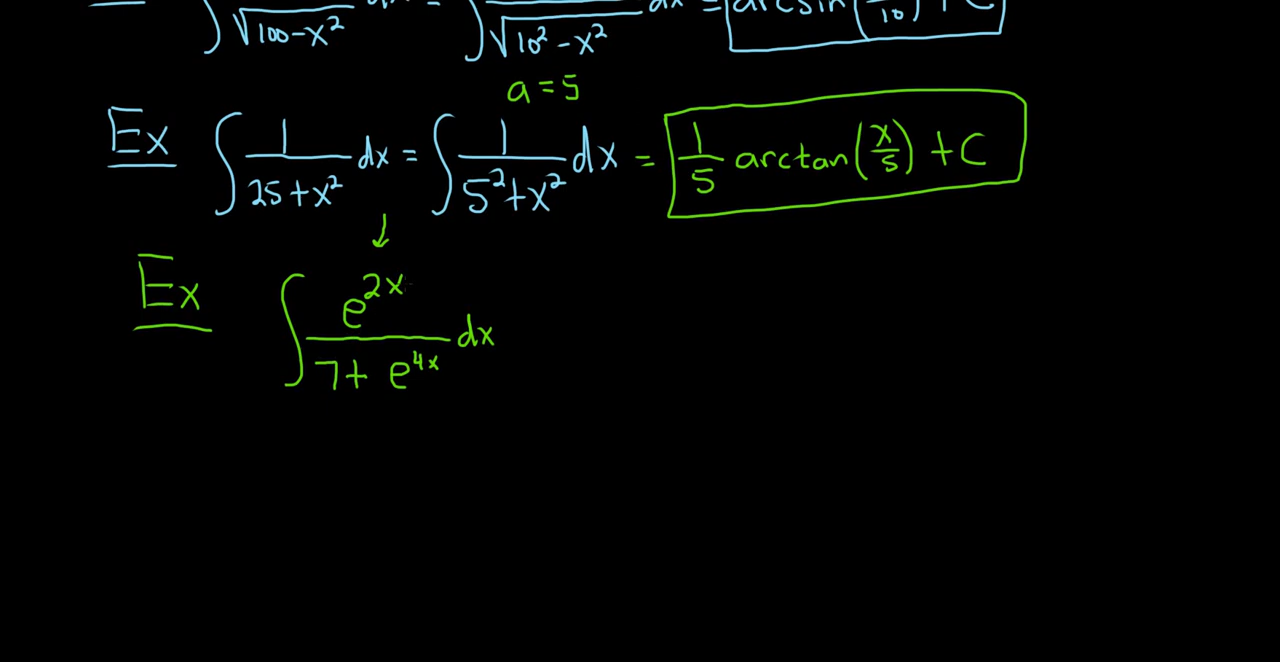 ∫ 1/√(100-x²) dx = ∫ 1/√(10²-x²) dx = arcsin(x/10) + C
a = 5
Ex ∫ 1/(25+x²) dx = ∫ 1/(5²+x²) dx = 1/5 arctan(x/5) + C
↓
Ex ∫ e^(2x)/(7+ e^(4x)) dx